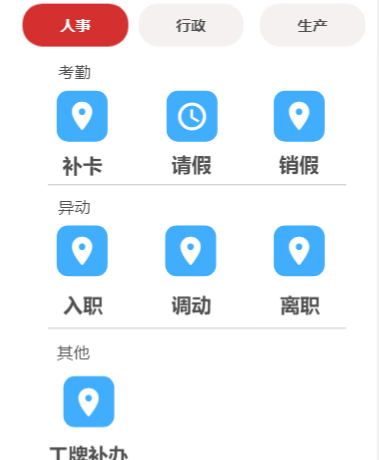 人事 行政 生产
考勤
补卡 请假 销假
异动
入职 调动 离职
其他
工牌补办